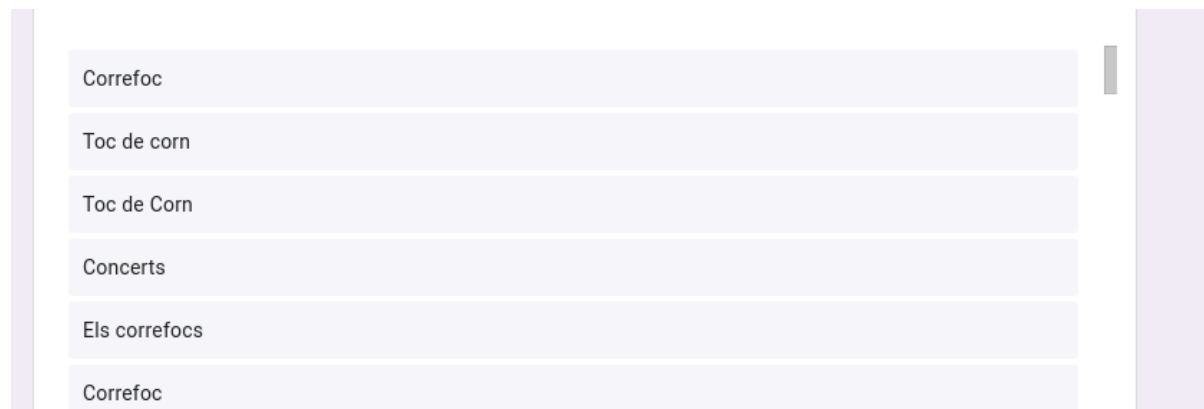 Correfoc
Toc de corn
Toc de Corn
Concerts
Els correfocs
Correfoc